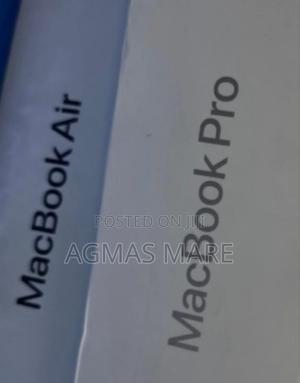 MacBook Air
MacBook Pro
POSTED ON JIJI
AGMAS MARE